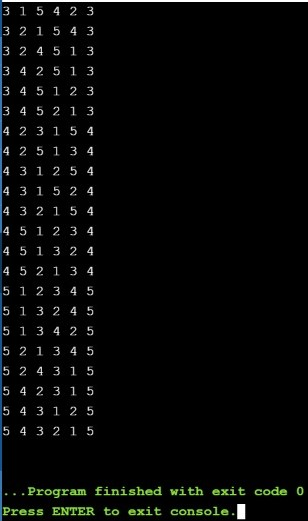 3 1 5 4 2 3
3 2 1 5 4 3
3 2 4 5 1 3
3 4 2 5 1 3
3 4 5 1 2 3
3 4 5 2 1 3
4 2 3 1 5 4
4 2 5 1 3 4
4 3 1 2 5 4
4 3 1 5 2 4
4 3 2 1 5 4
4 5 1 2 3 4
4 5 1 3 2 4
4 5 2 1 3 4
5 1 2 3 4 5
5 1 3 2 4 5
5 1 3 4 2 5
5 2 1 3 4 5
5 2 4 3 1 5
5 4 2 3 1 5
5 4 3 1 2 5
5 4 3 2 1 5
...Program finished with exit code 0
Press ENTER to exit console.